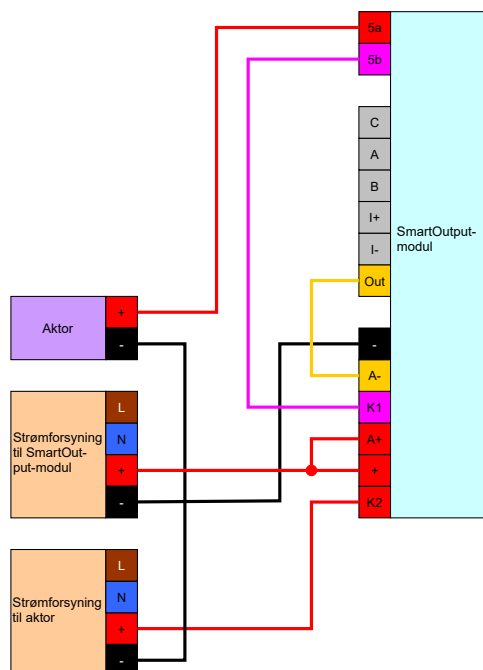 5a
5b
C
A
B
I+
I-
Out
SmartOutput-
modul
Aktor
+
-
-
A-
K1
A+
+
K2
Strømforsyning
til SmartOut-
put-modul
L
N
+
-
Strømforsyning
til aktor
L
N
+
-